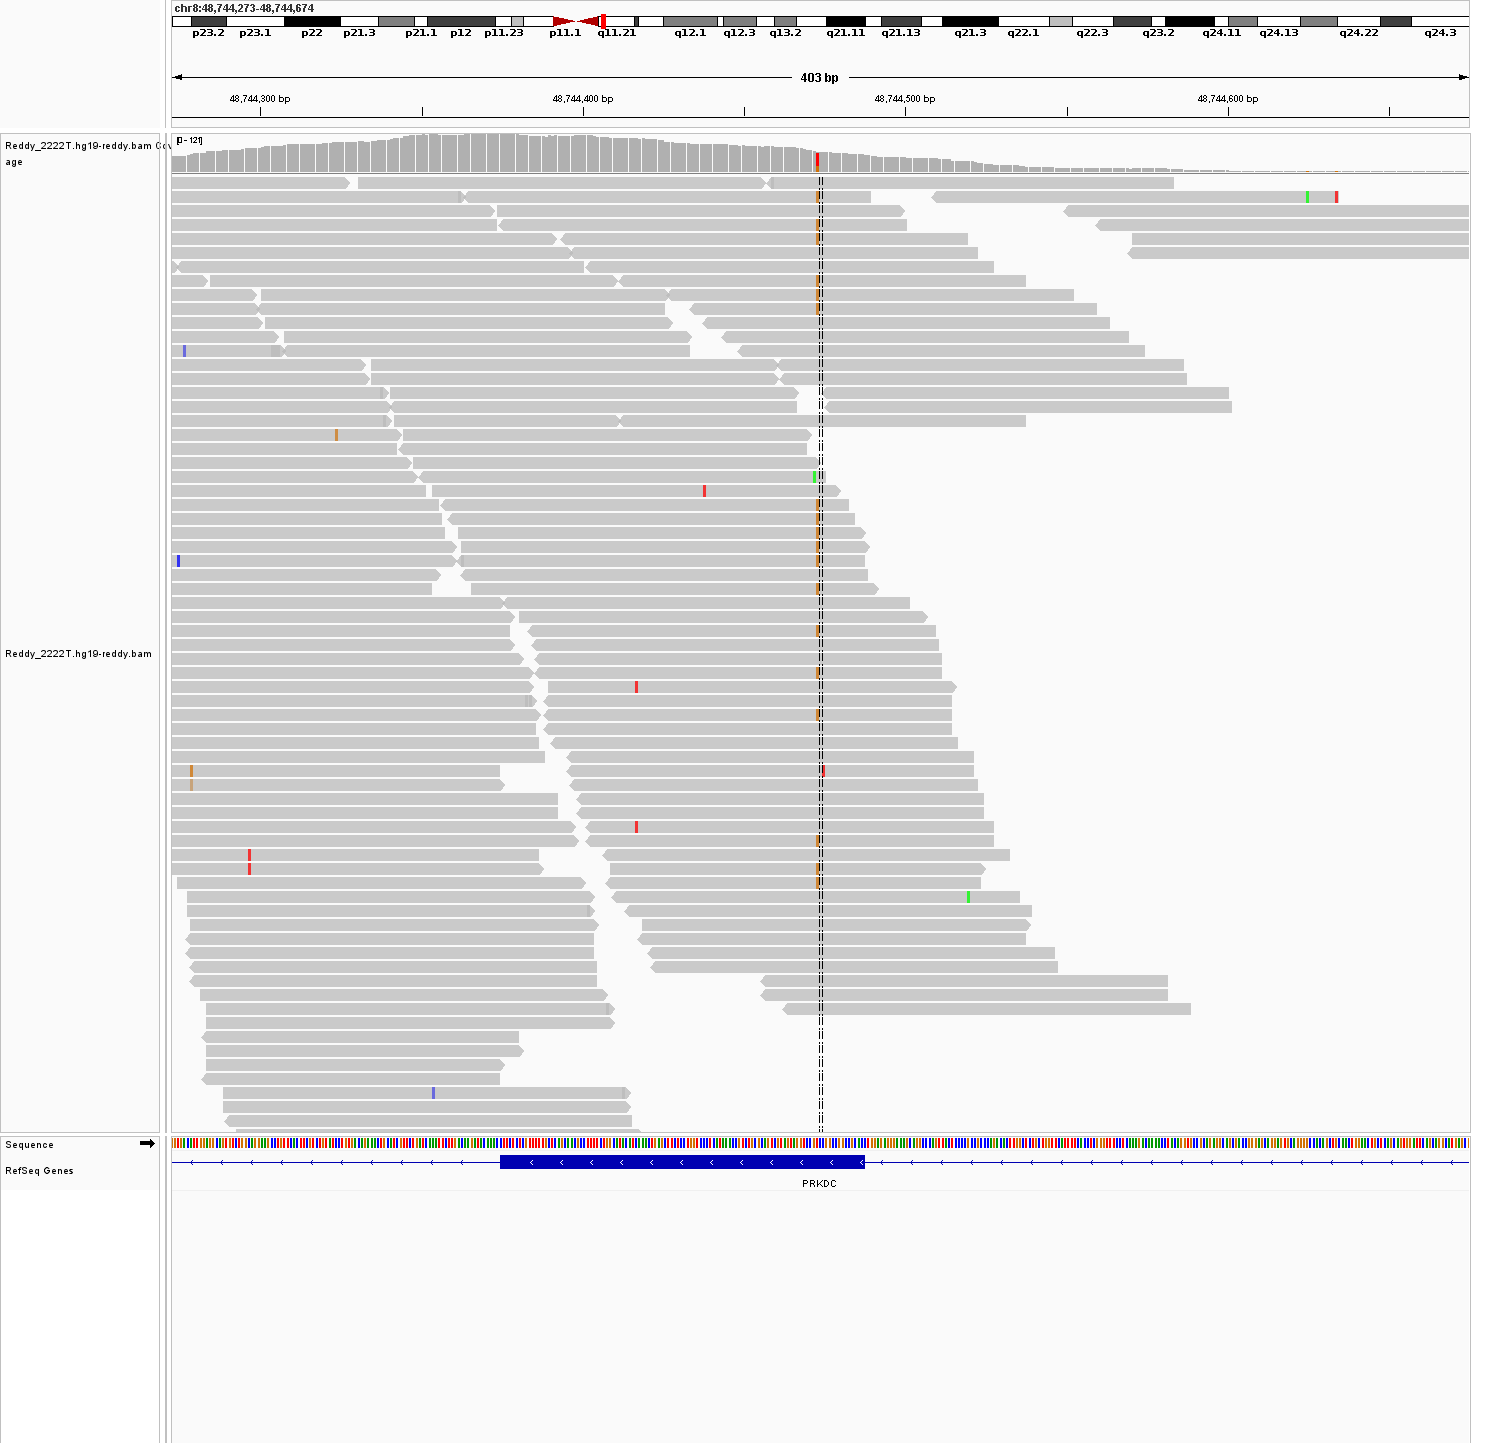 chr8:48,744,273-48,744,674
p23.2 p23.1 p22 p21.3 p21.1 p12 p11.23 p11.1 q11.21 q12.1 q12.3 q13.2 q21.11 q21.13 q21.3 q22.1 q22.3 q23.2 q24.11 q24.13 q24.22 q24.3
403 bp
48,744,300 bp 48,744,400 bp 48,744,500 bp 48,744,600 bp
[0 - 121]
Reddy_2222T.hg19-reddy.bam Cov
age
Reddy_2222T.hg19-reddy.bam
Sequence
RefSeq Genes
PRKDC